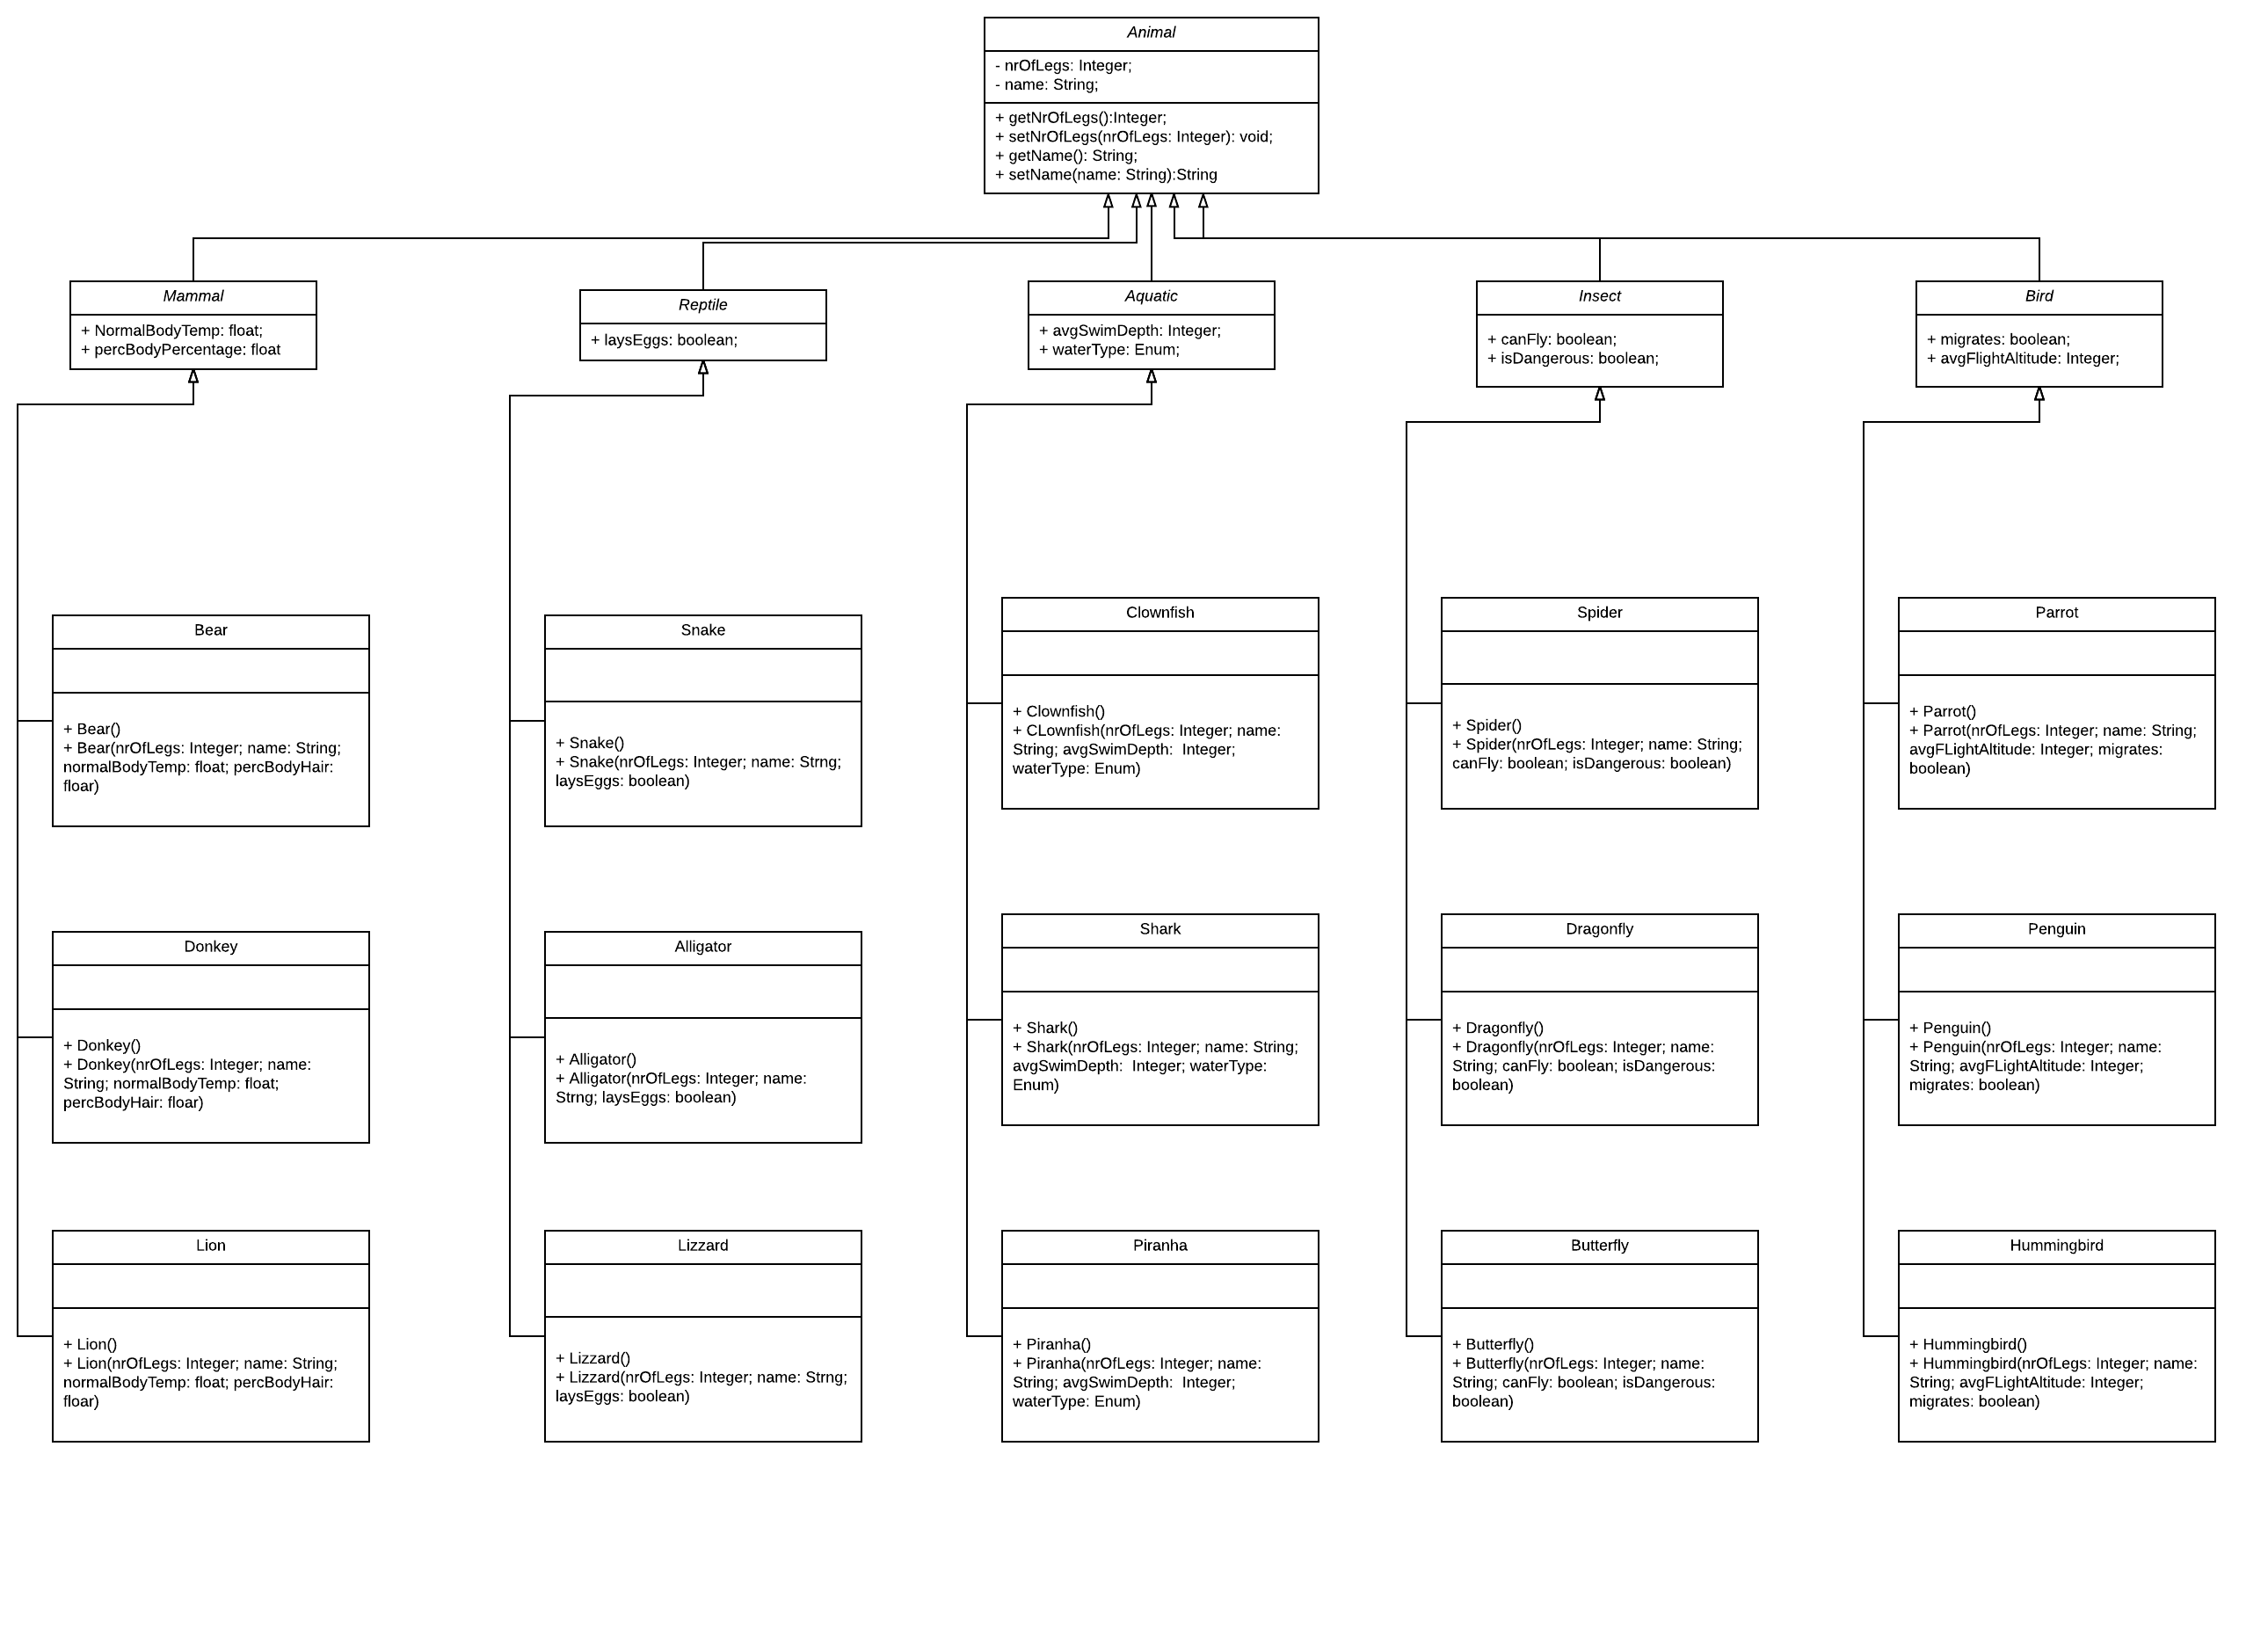 Animal
- nrOfLegs: Integer;
- name: String;
+ getNrOfLegs():Integer;
+ setNrOfLegs(nrOfLegs: Integer): void;
+ getName(): String;
+ setName(name: String):String
Mammal
+ NormalBodyTemp: float;
+ percBodyPercentage: float
Reptile
+ laysEggs: boolean;
Aquatic
+ avgSwimDepth: Integer;
+ waterType: Enum;
Insect
+ canFly: boolean;
+ isDangerous: boolean;
Bird
+ migrates: boolean;
+ avgFlightAltitude: Integer;
Bear
+ Bear()
+ Bear(nrOfLegs: Integer; name: String;
normalBodyTemp: float; percBodyHair:
floar)
Snake
+ Snake()
+ Snake(nrOfLegs: Integer; name: Strng;
laysEggs: boolean)
Clownfish
+ Clownfish()
+ CLownfish(nrOfLegs: Integer; name:
String; avgSwimDepth:  Integer;
waterType: Enum)
Spider
+ Spider()
+ Spider(nrOfLegs: Integer; name: String;
canFly: boolean; isDangerous: boolean)
Parrot
+ Parrot()
+ Parrot(nrOfLegs: Integer; name: String;
avgFLightAltitude: Integer; migrates:
boolean)
Donkey
+ Donkey()
+ Donkey(nrOfLegs: Integer; name:
String; normalBodyTemp: float;
percBodyHair: floar)
Alligator
+ Alligator()
+ Alligator(nrOfLegs: Integer; name:
Strng; laysEggs: boolean)
Shark
+ Shark()
+ Shark(nrOfLegs: Integer; name: String;
avgSwimDepth:  Integer; waterType:
Enum)
Dragonfly
+ Dragonfly()
+ Dragonfly(nrOfLegs: Integer; name:
String; canFly: boolean; isDangerous:
boolean)
Penguin
+ Penguin()
+ Penguin(nrOfLegs: Integer; name:
String; avgFLightAltitude: Integer;
migrates: boolean)
Lion
+ Lion()
+ Lion(nrOfLegs: Integer; name: String;
normalBodyTemp: float; percBodyHair:
floar)
Lizzard
+ Lizzard()
+ Lizzard(nrOfLegs: Integer; name: Strng;
laysEggs: boolean)
Piranha
+ Piranha()
+ Piranha(nrOfLegs: Integer; name:
String; avgSwimDepth:  Integer;
waterType: Enum)
Butterfly
+ Butterfly()
+ Butterfly(nrOfLegs: Integer; name:
String; canFly: boolean; isDangerous:
boolean)
Hummingbird
+ Hummingbird()
+ Hummingbird(nrOfLegs: Integer; name:
String; avgFLightAltitude: Integer;
migrates: boolean)